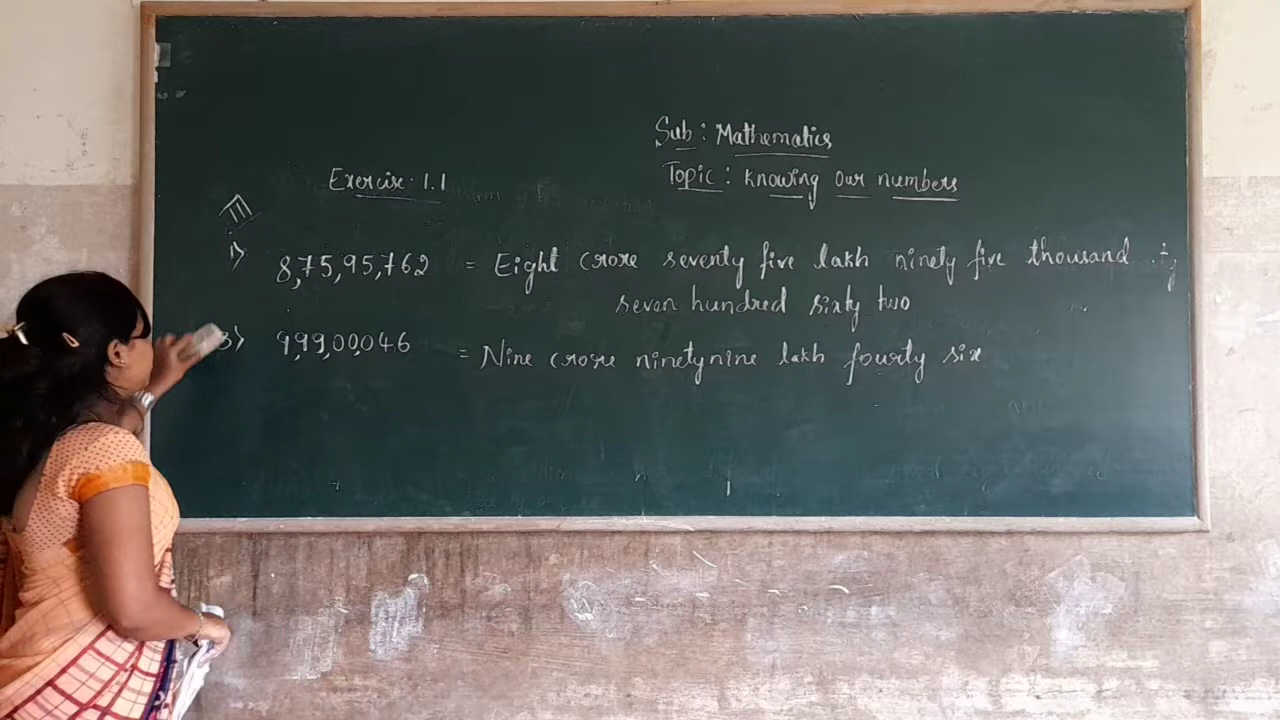 Sub : Mathematics
Topic : Knowing our numbers
Exercise 1.1
III
1) 8,75,95,762 = Eight crore seventy five lakh ninety five thousand
seven hundred sixty two
3) 9,99,00,046 = Nine crore ninetynine lakh fourty six